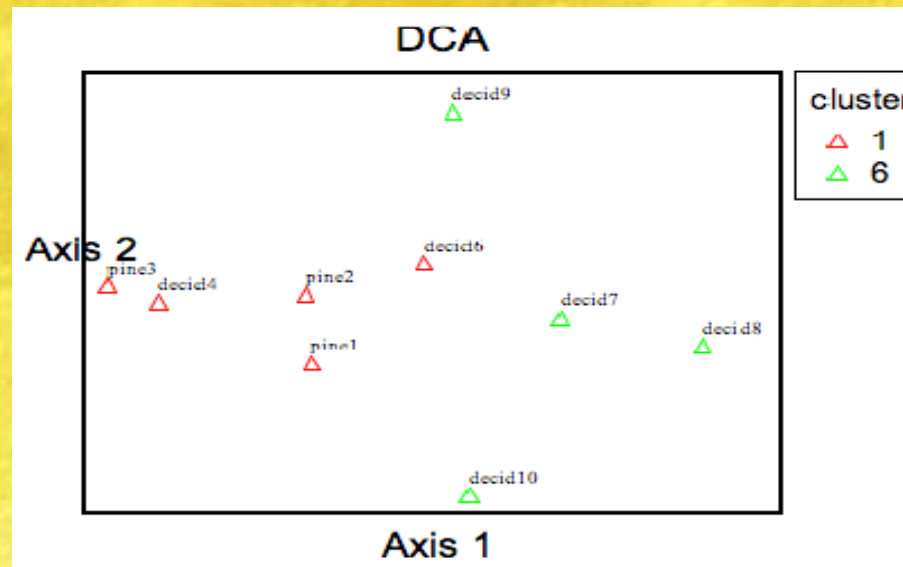 DCA
decid9
cluster
1
6
Axis 2
decid6
pine3
decid4
pine2
decid7
decid8
pine1
decid10
Axis 1